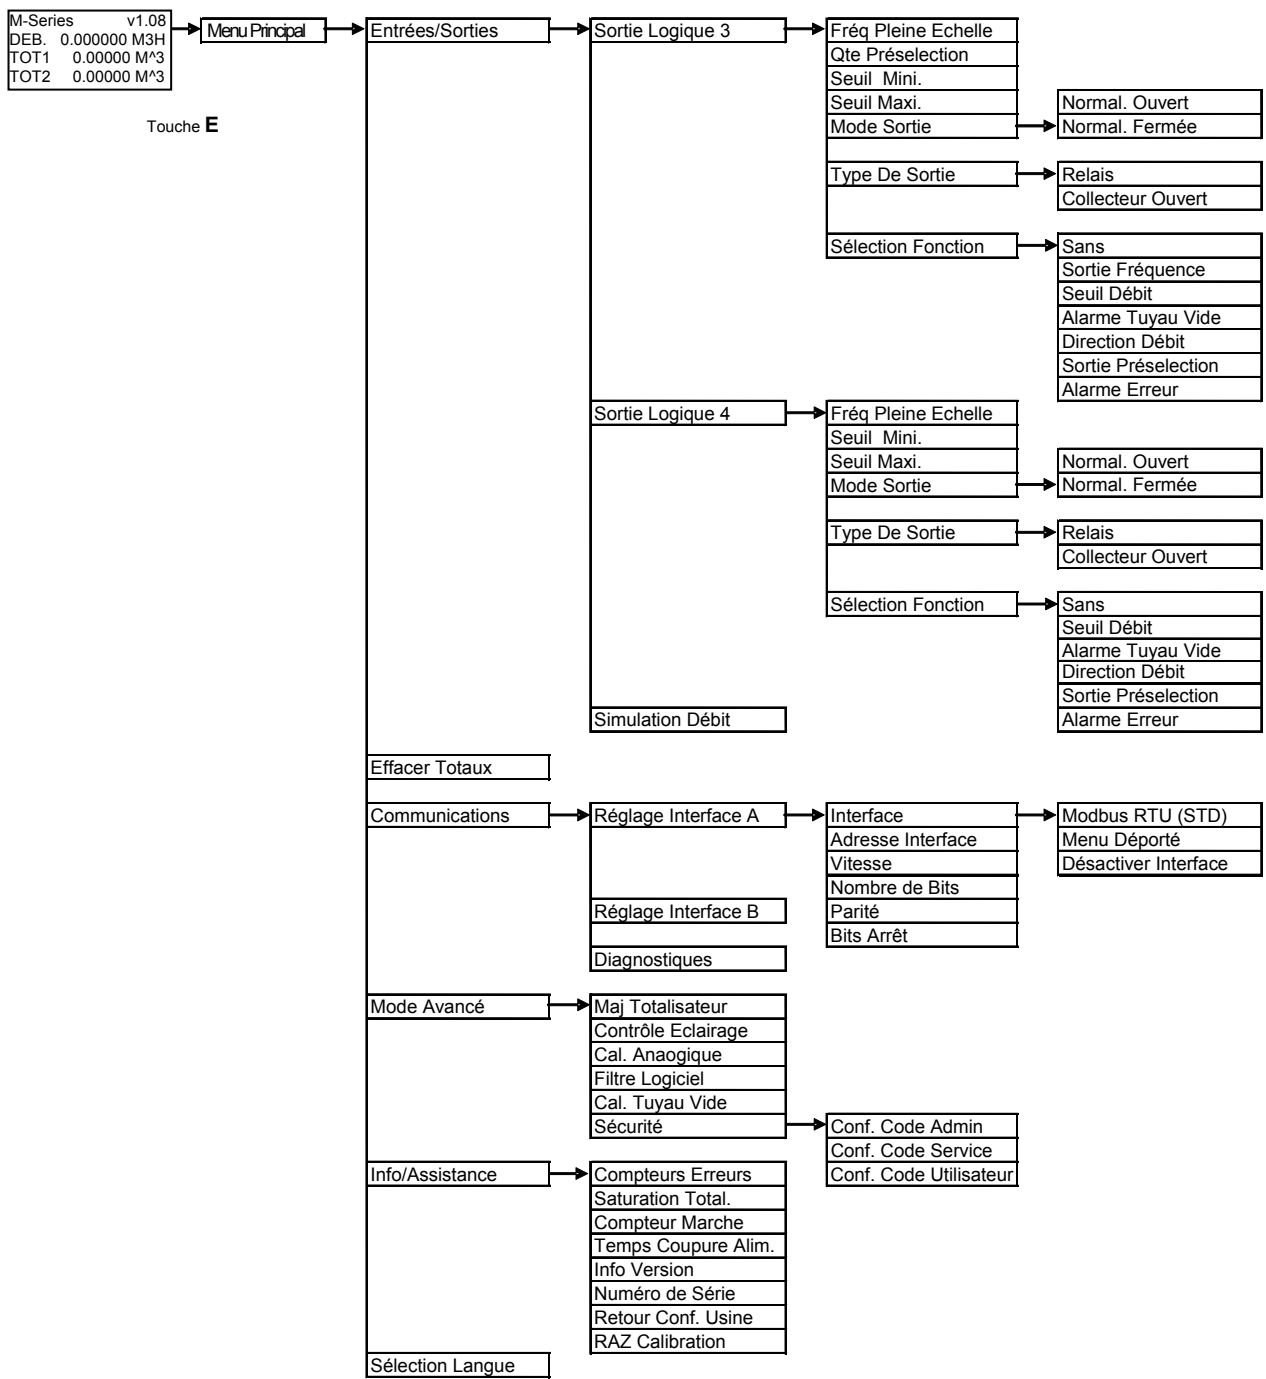 M-Series v1.08
DEB. 0.000000 M3H
TOT1 0.00000 M^3
TOT2 0.00000 M^3
Touche E
Menu Principal
Entrées/Sorties
Sortie Logique 3
Fréq Pleine Echelle
Qte Préselection
Seuil Mini.
Seuil Maxi.
Mode Sortie
Normal. Ouvert
Normal. Fermée
Type De Sortie
Relais
Collecteur Ouvert
Sélection Fonction
Sans
Sortie Fréquence
Seuil Débit
Alarme Tuyau Vide
Direction Débit
Sortie Préselection
Alarme Erreur
Sortie Logique 4
Fréq Pleine Echelle
Seuil Mini.
Seuil Maxi.
Mode Sortie
Normal. Ouvert
Normal. Fermée
Type De Sortie
Relais
Collecteur Ouvert
Sélection Fonction
Sans
Seuil Débit
Alarme Tuyau Vide
Direction Débit
Sortie Préselection
Alarme Erreur
Simulation Débit
Effacer Totaux
Communications
Réglage Interface A
Interface
Adresse Interface
Vitesse
Nombre de Bits
Parité
Bits Arrêt
Modbus RTU (STD)
Menu Déporté
Désactiver Interface
Réglage Interface B
Diagnostiques
Mode Avancé
Maj Totalisateur
Contrôle Eclairage
Cal. Anaogique
Filtre Logiciel
Cal. Tuyau Vide
Sécurité
Conf. Code Admin
Conf. Code Service
Conf. Code Utilisateur
Info/Assistance
Compteurs Erreurs
Saturation Total.
Compteur Marche
Temps Coupure Alim.
Info Version
Numéro de Série
Retour Conf. Usine
RAZ Calibration
Sélection Langue